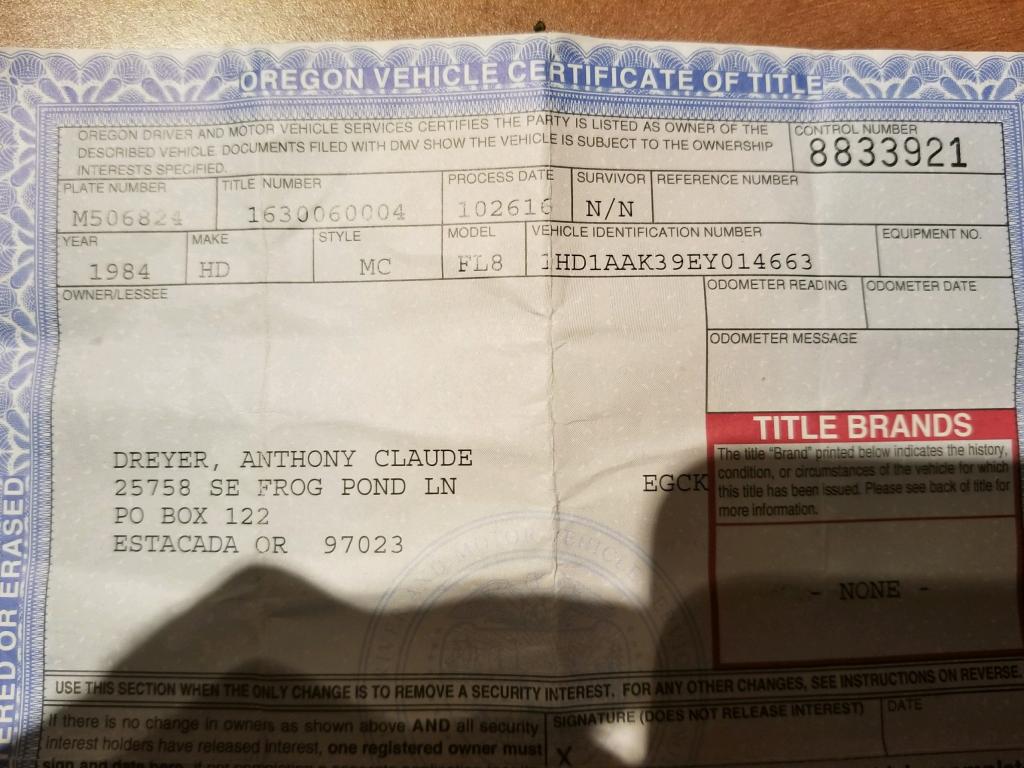 OREGON VEHICLE CERTIFICATE OF TITLE
OREGON DRIVER AND MOTOR VEHICLE SERVICES CERTIFIES THE PARTY IS LISTED AS OWNER OF THE
DESCRIBED VEHICLE. DOCUMENTS FILED WITH DMV SHOW THE VEHICLE IS SUBJECT TO THE OWNERSHIP
INTERESTS SPECIFIED.
CONTROL NUMBER
8833921
PLATE NUMBER TITLE NUMBER PROCESS DATE SURVIVOR REFERENCE NUMBER
M506824 1630060004 102616 N/N
YEAR MAKE STYLE MODEL VEHICLE IDENTIFICATION NUMBER EQUIPMENT NO.
1984 HD MC FL8 1HD1AAK39EY014663
OWNER/LESSEE
ODOMETER READING ODOMETER DATE
ODOMETER MESSAGE
TITLE BRANDS
The title "Brand" printed below indicates the history,
condition, or circumstances of the vehicle for which
this title has been issued. Please see back of title for
more information.
- NONE -
DREYER, ANTHONY CLAUDE
25758 SE FROG POND LN
PO BOX 122
ESTACADA OR 97023
EGCK
USE THIS SECTION WHEN THE ONLY CHANGE IS TO REMOVE A SECURITY INTEREST. FOR ANY OTHER CHANGES, SEE INSTRUCTIONS ON REVERSE.
If there is no change in owners as shown above AND all security
interest holders have released interest, one registered owner must
sign and date here.
SIGNATURE (DOES NOT RELEASE INTEREST)
X
DATE
ERED OR ERASED